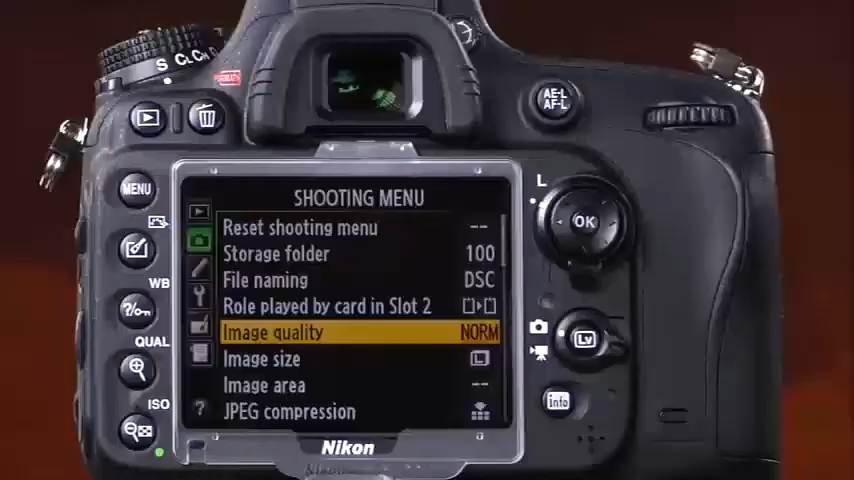 S CL CH
FORMAT
AE-L
AF-L
MENU
L
OK
SHOOTING MENU
Reset shooting menu --
Storage folder 100
File naming DSC
Role played by card in Slot 2
Image quality NORM
Image size L
Image area --
JPEG compression
?
WB
?/
QUAL
ISO
Lv
info
Nikon